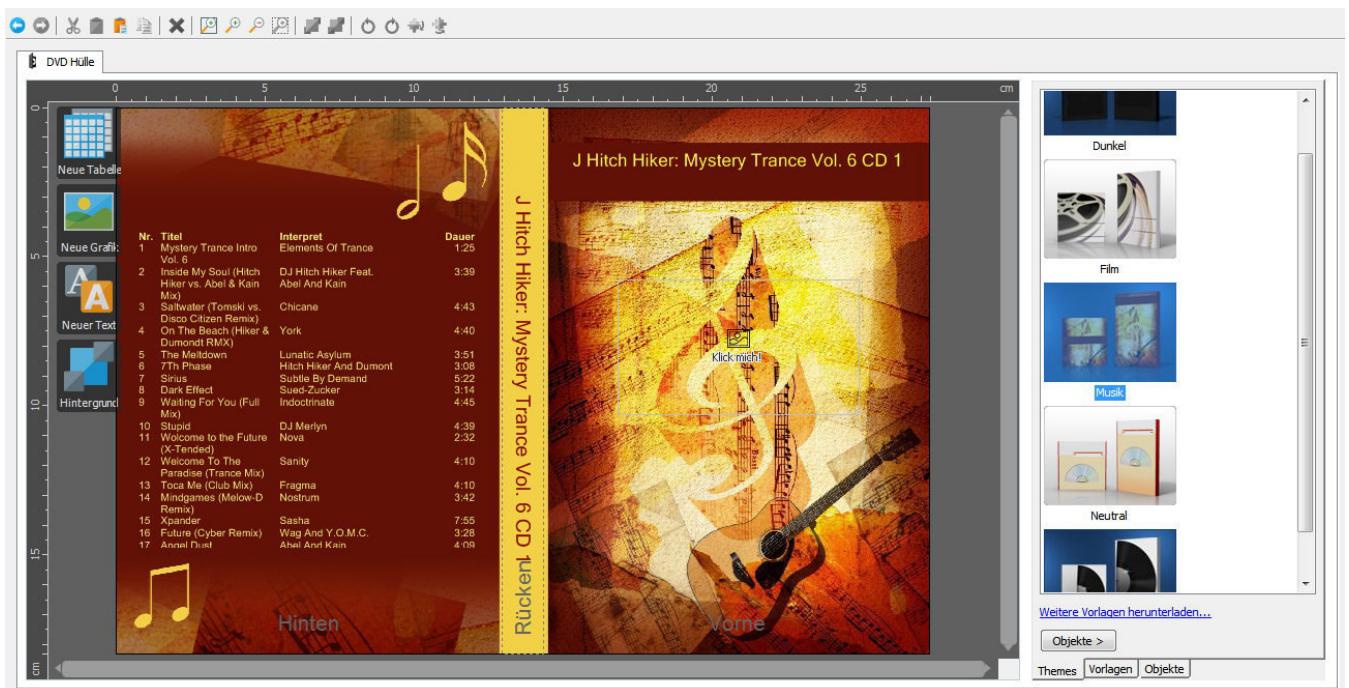 DVD Hülle
0 5 10 15 20 25 cm
0
5
10
15
cm
Neue Tabelle
Neue Grafik
Neuer Text
Hintergrund
Nr. Titel Interpret Dauer
1 Mystery Trance Intro Elements Of Trance 1:25
Vol. 6
2 Inside My Soul (Hitch DJ Hitch Hiker Feat. 3:39
Hiker vs. Abel & Kain Abel And Kain
Mix)
3 Saltwater (Tomski vs. Chicane 4:43
Disco Citizen Remix)
4 On The Beach (Hiker & York 4:40
Dumondt RMX)
5 The Meltdown Lunatic Asylum 3:51
6 7Th Phase Hitch Hiker And Dumont 3:08
7 Sirius Subtle By Demand 5:22
8 Dark Effect Sued-Zucker 3:14
9 Waiting For You (Full Indoctrinate 4:45
Mix)
10 Stupid DJ Merlyn 4:39
11 Wolcome to the Future Nova 2:32
(X-Tended)
12 Welcome To The Sanity 4:10
Paradise (Trance Mix)
13 Toca Me (Club Mix) Fragma 4:10
14 Mindgames (Melow-D Nostrum 3:42
Remix)
15 Xpander Sasha 7:55
16 Future (Cyber Remix) Wag And Y.O.M.C. 3:28
17 Angel Dust Abel And Kain 4:09
Hinten
J Hitch Hiker: Mystery Trance Vol. 6 CD 1
Rücken
J Hitch Hiker: Mystery Trance Vol. 6 CD 1
Klick mich!
Vorne
Dunkel
Film
Musik
Neutral
Weitere Vorlagen herunterladen...
Objekte >
Themes Vorlagen Objekte